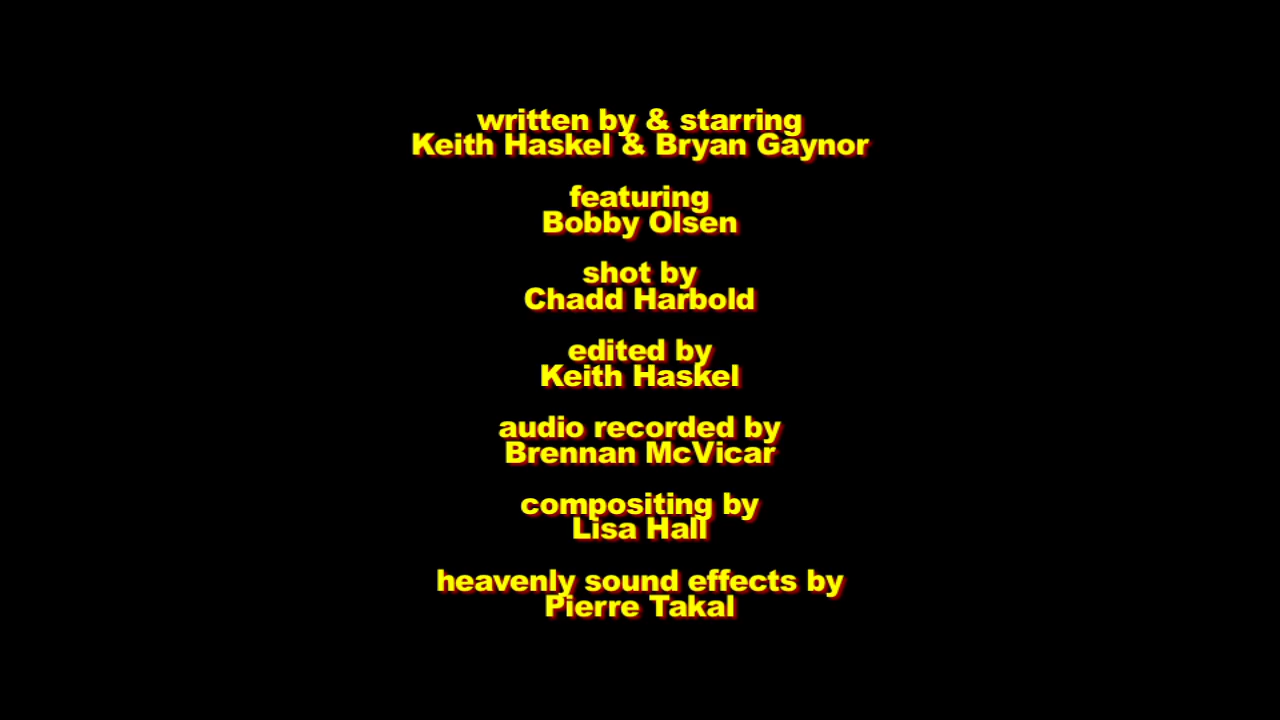 written by & starring
Keith Haskel & Bryan Gaynor
featuring
Bobby Olsen
shot by
Chadd Harbold
edited by
Keith Haskel
audio recorded by
Brennan McVicar
compositing by
Lisa Hall
heavenly sound effects by
Pierre Takal